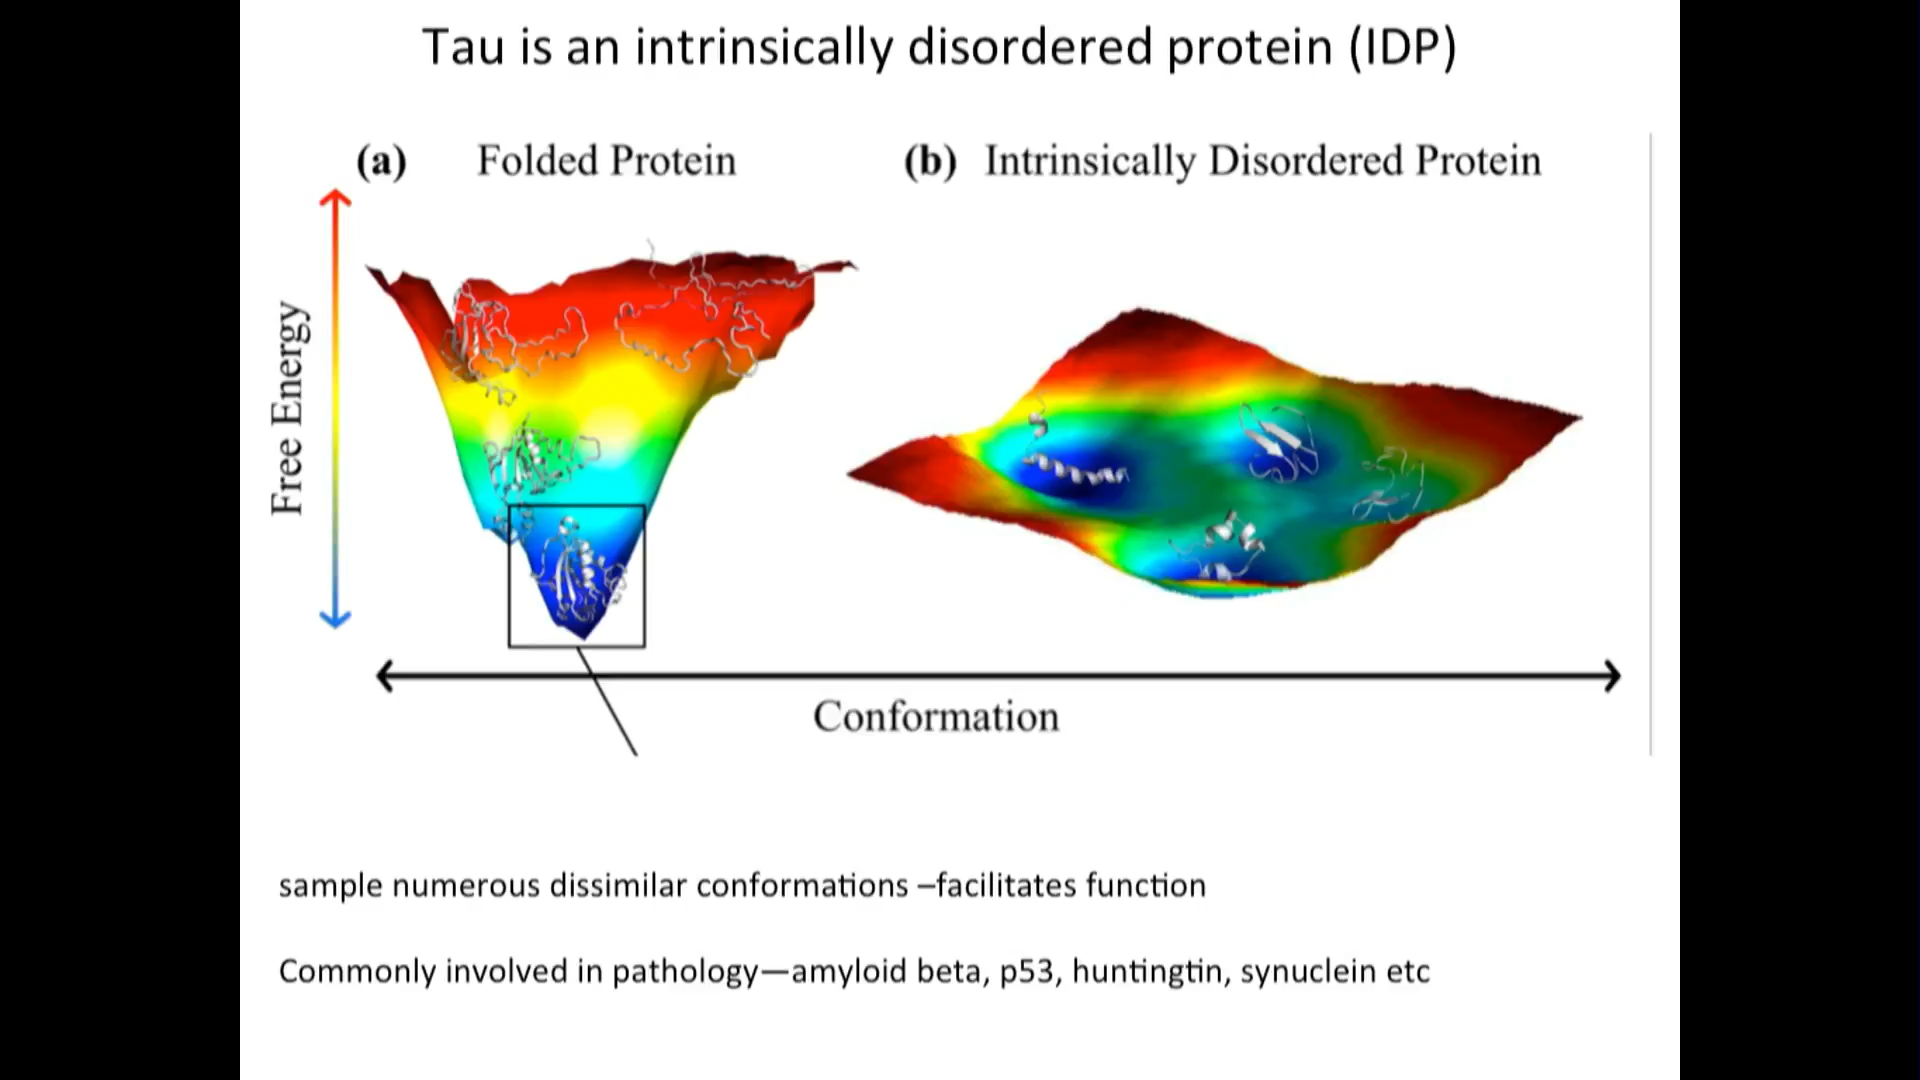 Tau is an intrinsically disordered protein (IDP)
(a) Folded Protein
(b) Intrinsically Disordered Protein
Free Energy
Conformation
sample numerous dissimilar conformations –facilitates function
Commonly involved in pathology—amyloid beta, p53, huntingtin, synuclein etc